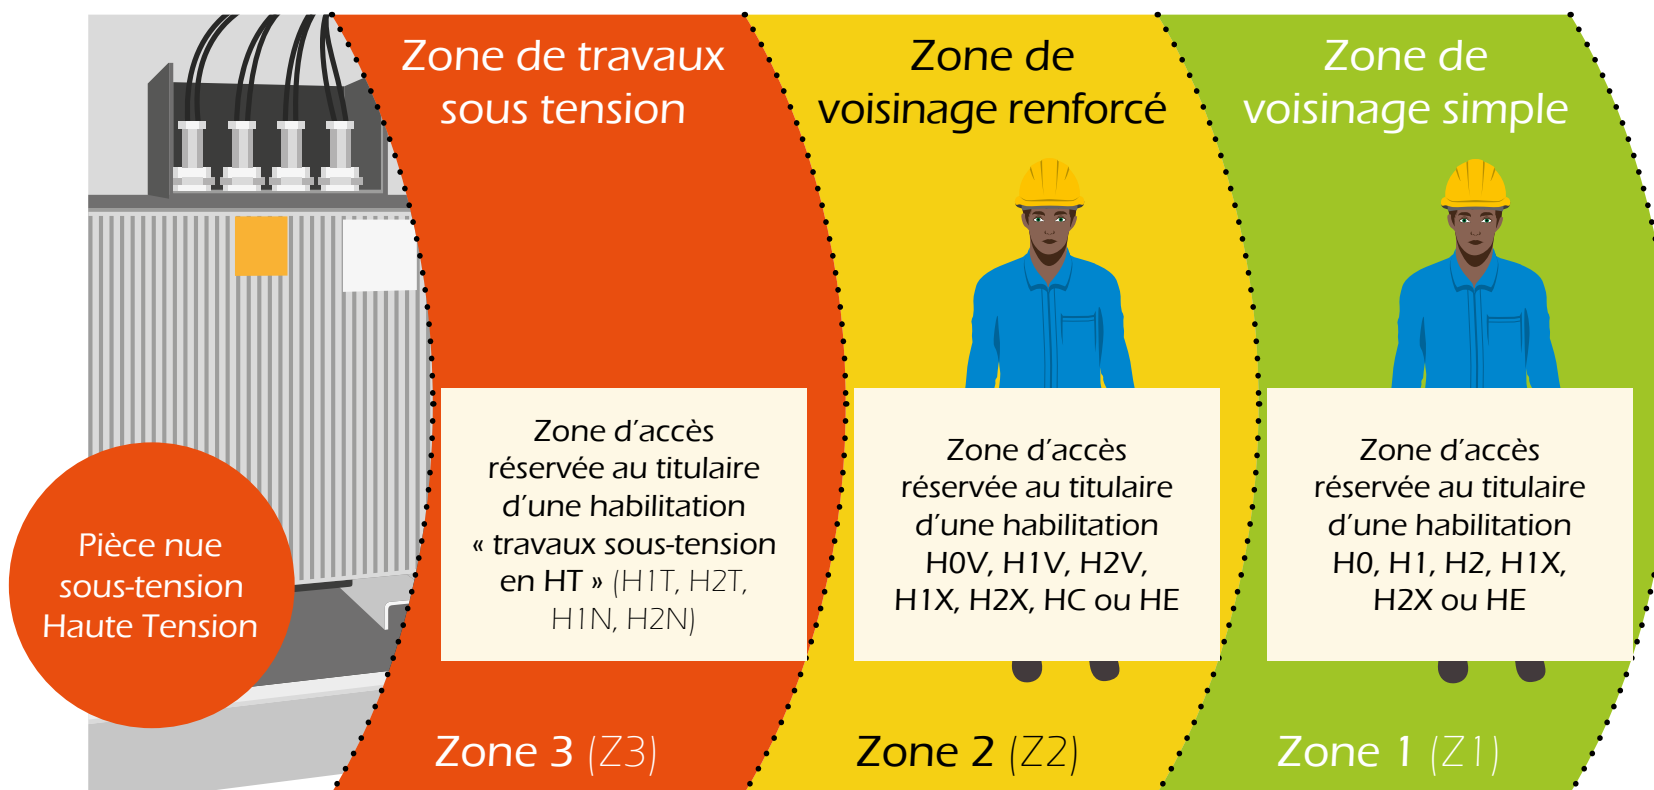 Zone de travaux
sous tension
Zone de
voisinage renforcé
Zone de
voisinage simple
Pièce nue
sous-tension
Haute Tension
Zone d’accès
réservée au titulaire
d’une habilitation
« travaux sous-tension
en HT » (H1T, H2T,
H1N, H2N)
Zone d’accès
réservée au titulaire
d’une habilitation
H0V, H1V, H2V,
H1X, H2X, HC ou HE
Zone d’accès
réservée au titulaire
d’une habilitation
H0, H1, H2, H1X,
H2X ou HE
Zone 3 (Z3)
Zone 2 (Z2)
Zone 1 (Z1)